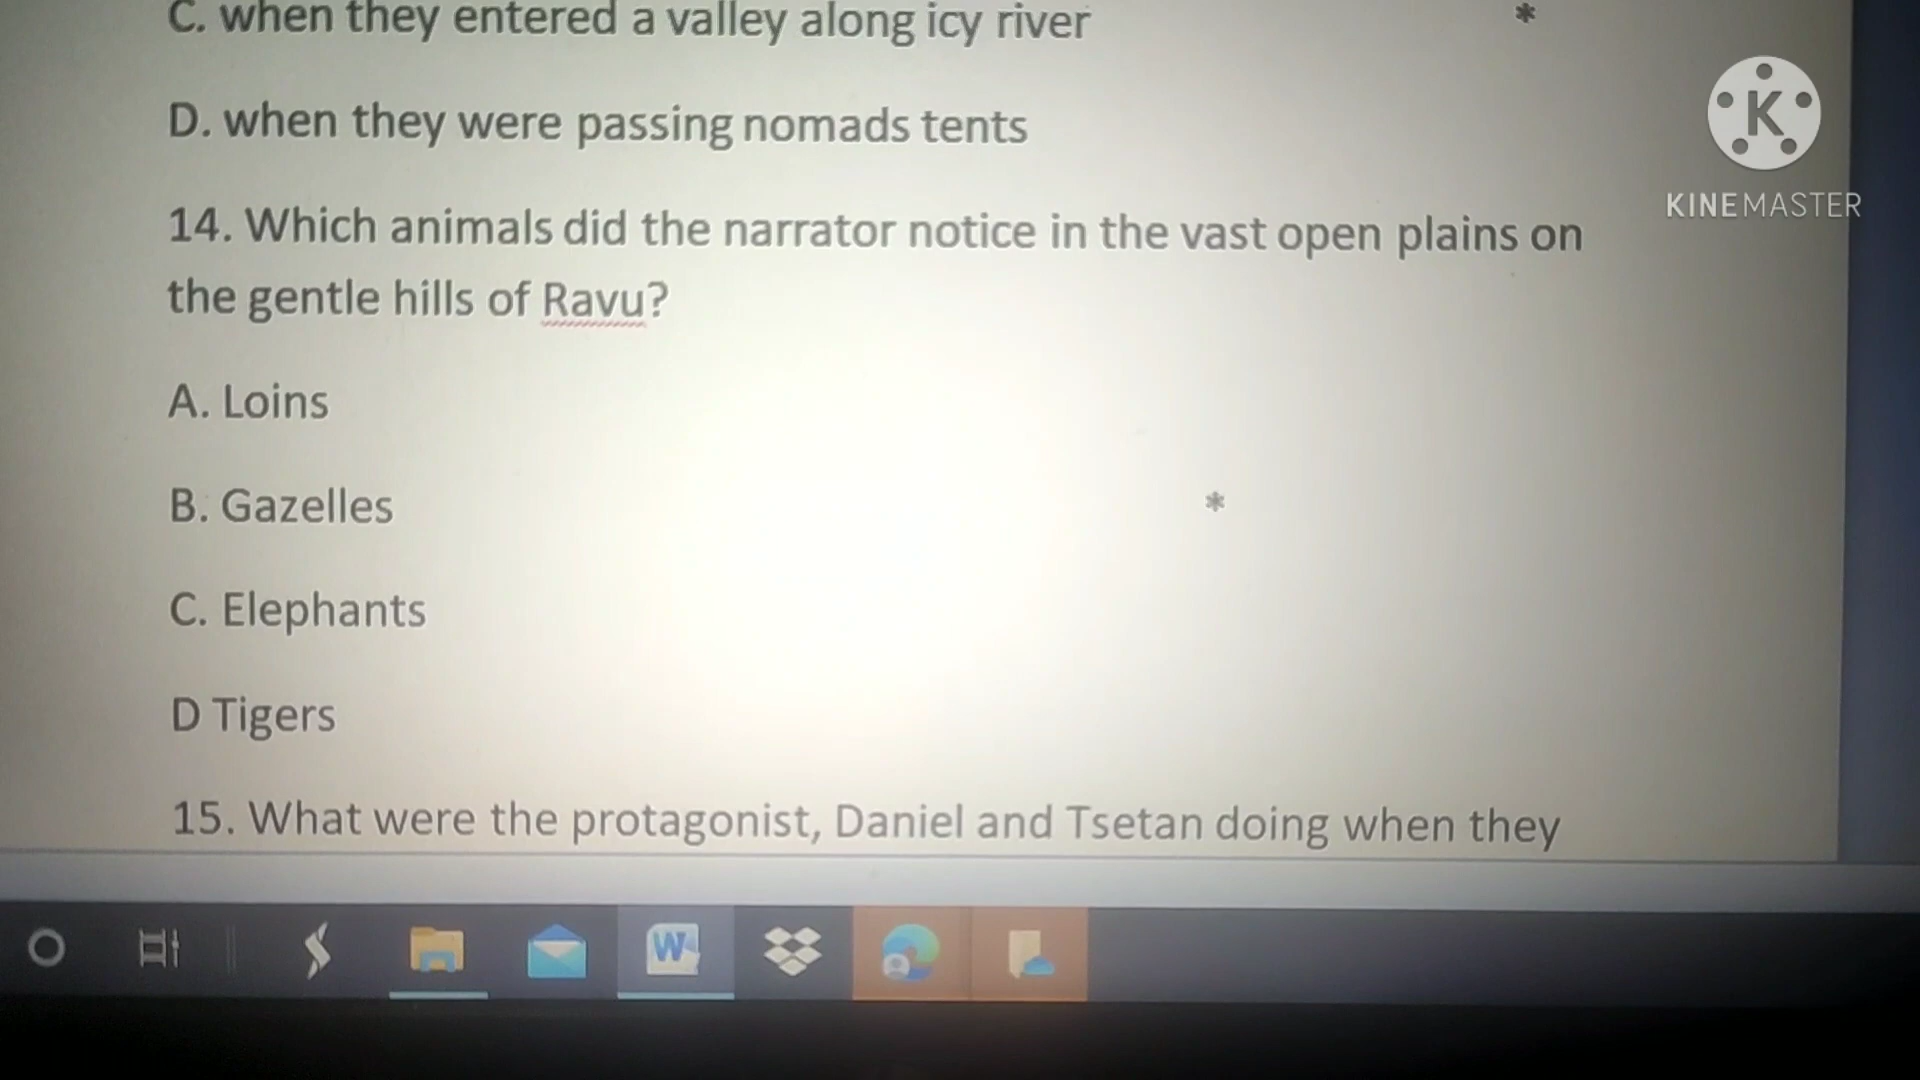 C. when they entered a valley along icy river *
D. when they were passing nomads tents
K
KINEMASTER
14. Which animals did the narrator notice in the vast open plains on
the gentle hills of Ravu?
A. Loins
B. Gazelles *
C. Elephants
D Tigers
15. What were the protagonist, Daniel and Tsetan doing when they
W